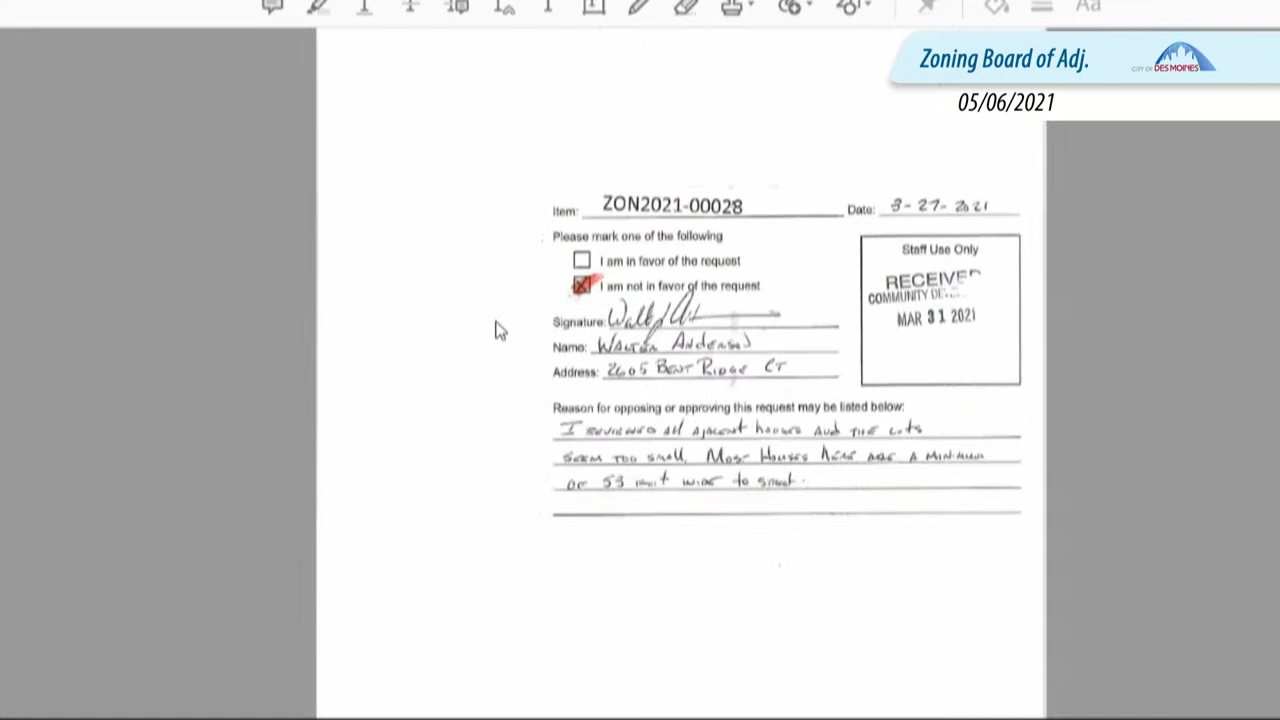 Aa
Zoning Board of Adj.
CITY OF DES MOINES
05/06/2021
Item: ZON2021-00028
Date: 3-27-2021
Please mark one of the following
I am in favor of the request
I am not in favor of the request
Signature:
Name: Walter Anderson
Address: 2605 Bent Ridge CT
Staff Use Only
RECEIVED
COMMUNITY DE
MAR 31 2021
Reason for opposing or approving this request may be listed below:
I reviewed all ajacent houses and the lots
seem too small. Most Houses here are a minimum
of 53 foot wide to small.